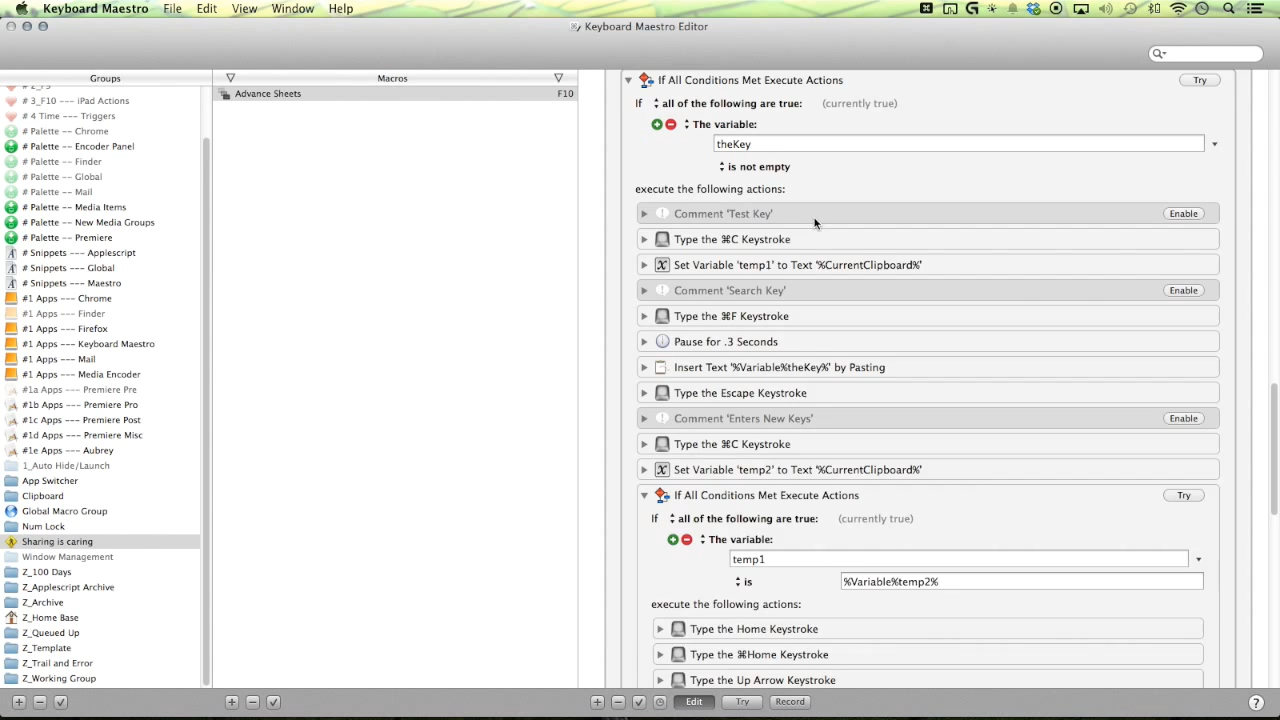 Keyboard Maestro File Edit View Window Help
Keyboard Maestro Editor
Groups
# 3_F10 --- iPad Actions
# 4 Time --- Triggers
# Palette -- Chrome
# Palette -- Encoder Panel
# Palette -- Finder
# Palette -- Global
# Palette -- Mail
# Palette -- Media Items
# Palette -- New Media Groups
# Palette -- Premiere
# Snippets --- Applescript
# Snippets --- Global
# Snippets --- Maestro
#1 Apps --- Chrome
#1 Apps --- Finder
#1 Apps --- Firefox
#1 Apps --- Keyboard Maestro
#1 Apps --- Mail
#1 Apps --- Media Encoder
#1a Apps --- Premiere Pre
#1b Apps --- Premiere Pro
#1c Apps --- Premiere Post
#1d Apps --- Premiere Misc
#1e Apps -- Aubrey
1_Auto Hide/Launch
App Switcher
Clipboard
Global Macro Group
Num Lock
Sharing is caring
Window Management
Z_100 Days
Z_Applescript Archive
Z_Archive
Z_Home Base
Z_Queued Up
Z_Template
Z_Trail and Error
Z_Working Group
Macros
Advance Sheets F10
If All Conditions Met Execute Actions Try
If all of the following are true: (currently true)
The variable:
theKey
is not empty
execute the following actions:
Comment 'Test Key' Enable
Type the ⌘C Keystroke
Set Variable 'temp1' to Text '%CurrentClipboard%'
Comment 'Search Key' Enable
Type the ⌘F Keystroke
Pause for .3 Seconds
Insert Text '%Variable%theKey%' by Pasting
Type the Escape Keystroke
Comment 'Enters New Keys' Enable
Type the ⌘C Keystroke
Set Variable 'temp2' to Text '%CurrentClipboard%'
If All Conditions Met Execute Actions Try
If all of the following are true: (currently true)
The variable:
temp1
is %Variable%temp2%
execute the following actions:
Type the Home Keystroke
Type the ⌘Home Keystroke
Type the Up Arrow Keystroke
Edit Try Record ?